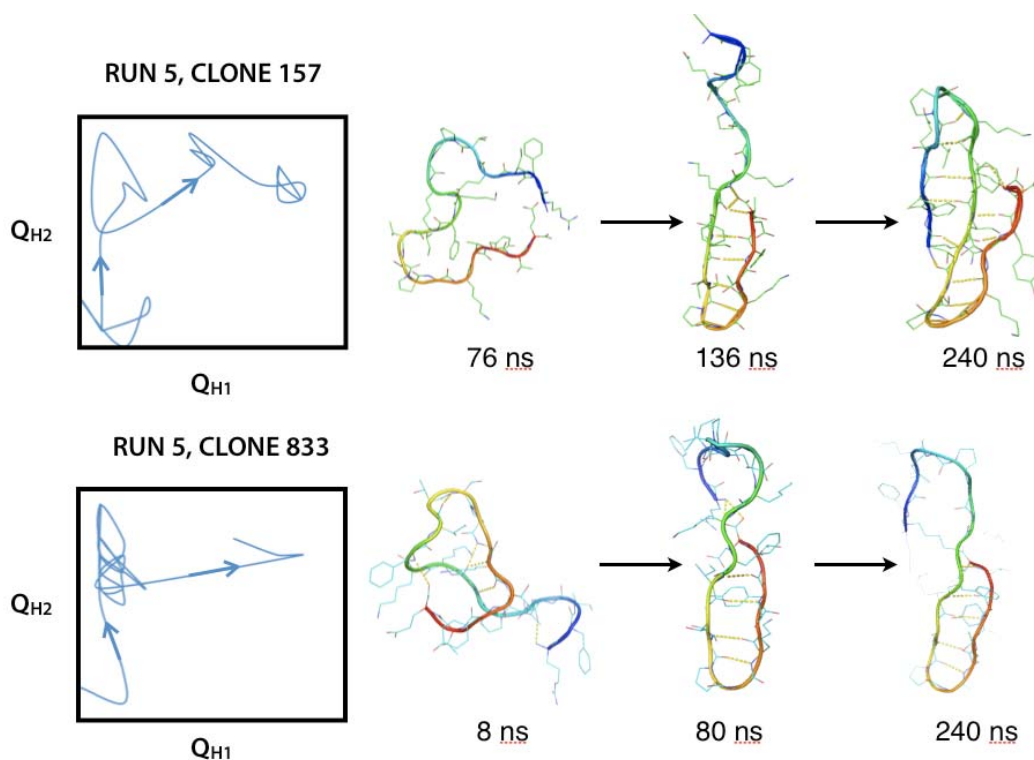 RUN 5, CLONE 157
QH2
QH1
76 ns
136 ns
240 ns
RUN 5, CLONE 833
QH2
QH1
8 ns
80 ns
240 ns